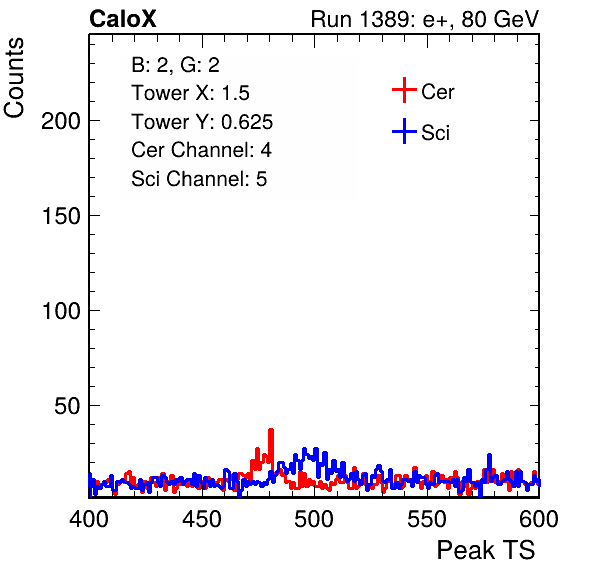 CaloX Run 1389: e+, 80 GeV
Counts
B: 2, G: 2
Tower X: 1.5
Tower Y: 0.625
Cer Channel: 4
Sci Channel: 5
Cer
Sci
200
150
100
50
400 450 500 550 600
Peak TS